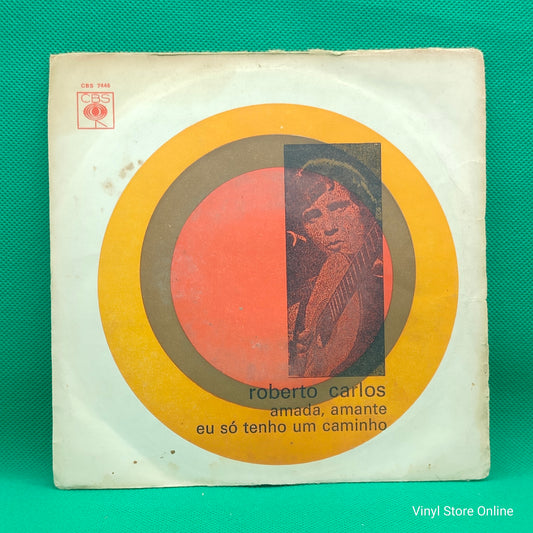 CBS 7446
CBS
roberto carlos
amada, amante
eu só tenho um caminho
Vinyl Store Online